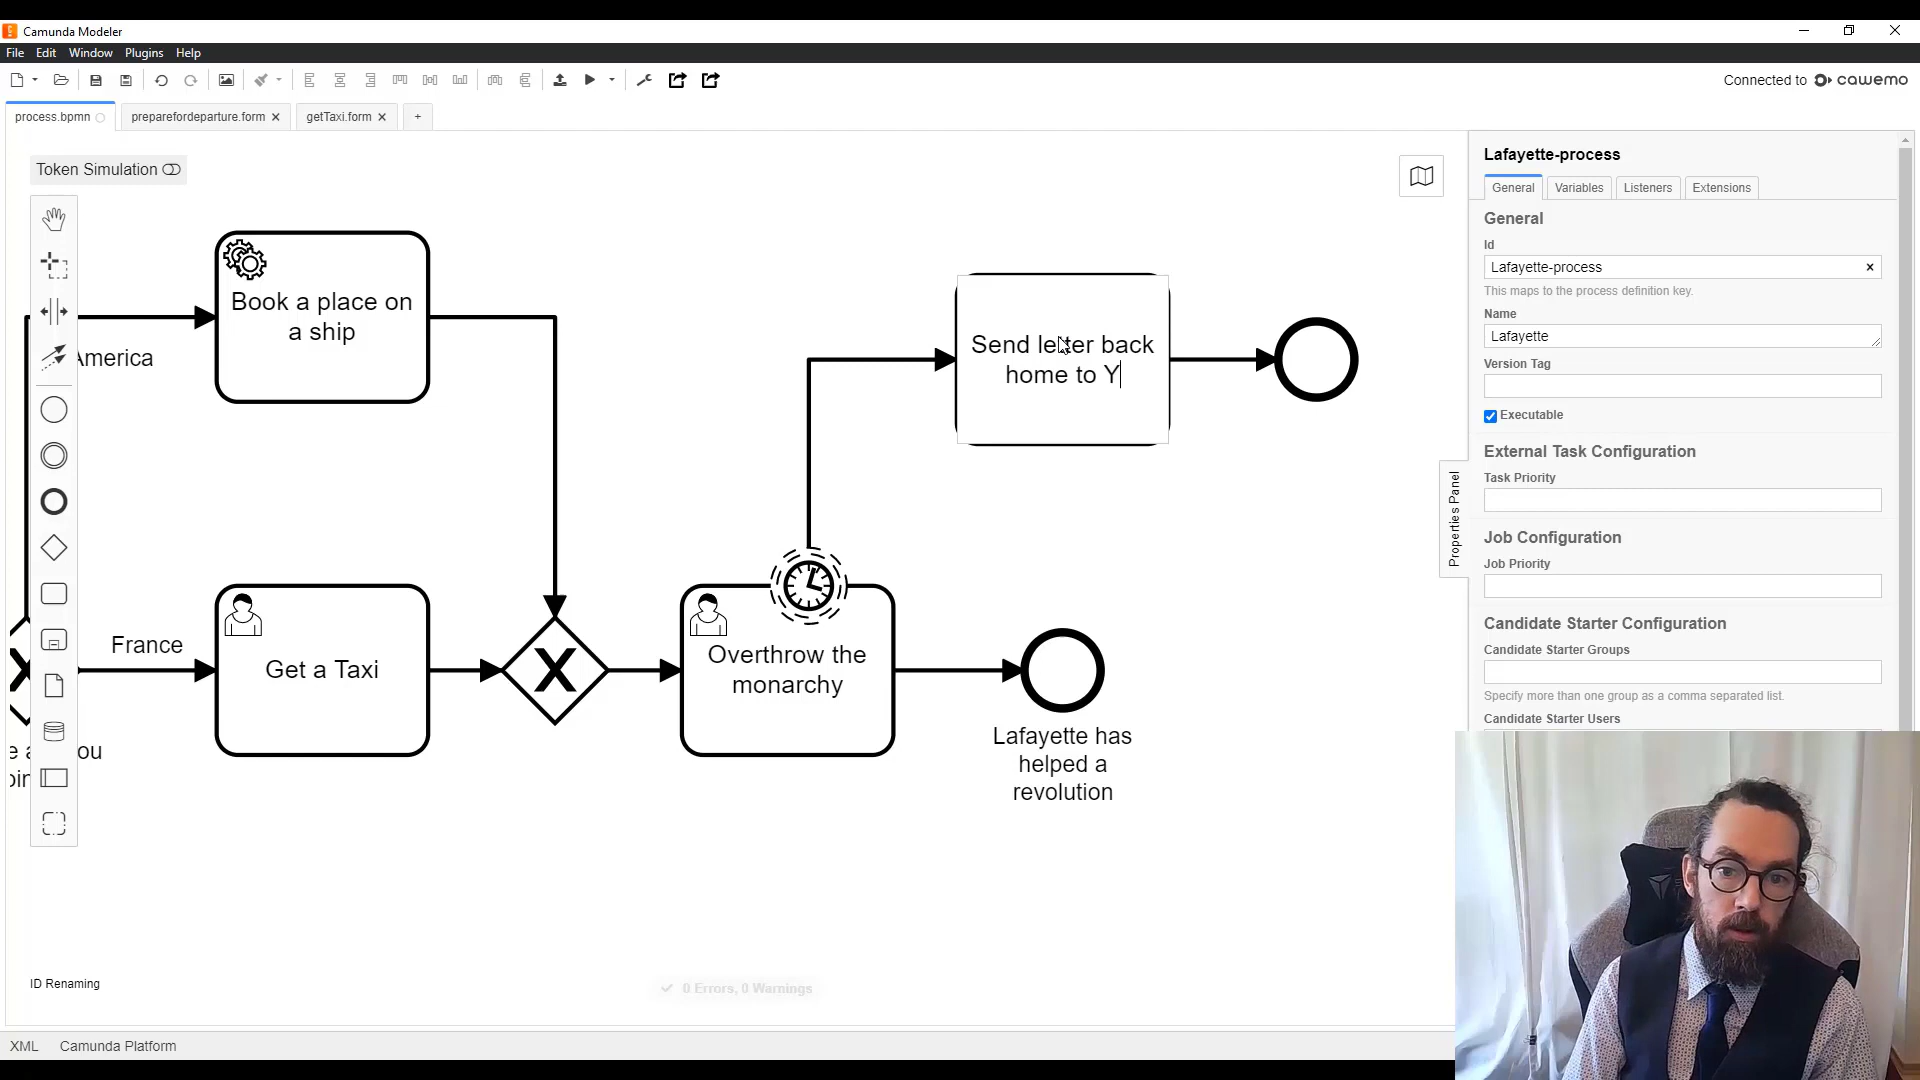 Camunda Modeler
File Edit Window Plugins Help
Connected to cawemo
process.bpmn
preparefordeparture.form
getTaxi.form
+
Token Simulation
Book a place on
a ship
America
France
Get a Taxi
X
Overthrow the
monarchy
Send letter back
home to Y
Lafayette has
helped a
revolution
ou
ID Renaming
0 Errors, 0 Warnings
XML Camunda Platform
Properties Panel
Lafayette-process
General Variables Listeners Extensions
General
Id
Lafayette-process
This maps to the process definition key.
Name
Lafayette
Version Tag
Executable
External Task Configuration
Task Priority
Job Configuration
Job Priority
Candidate Starter Configuration
Candidate Starter Groups
Specify more than one group as a comma separated list.
Candidate Starter Users